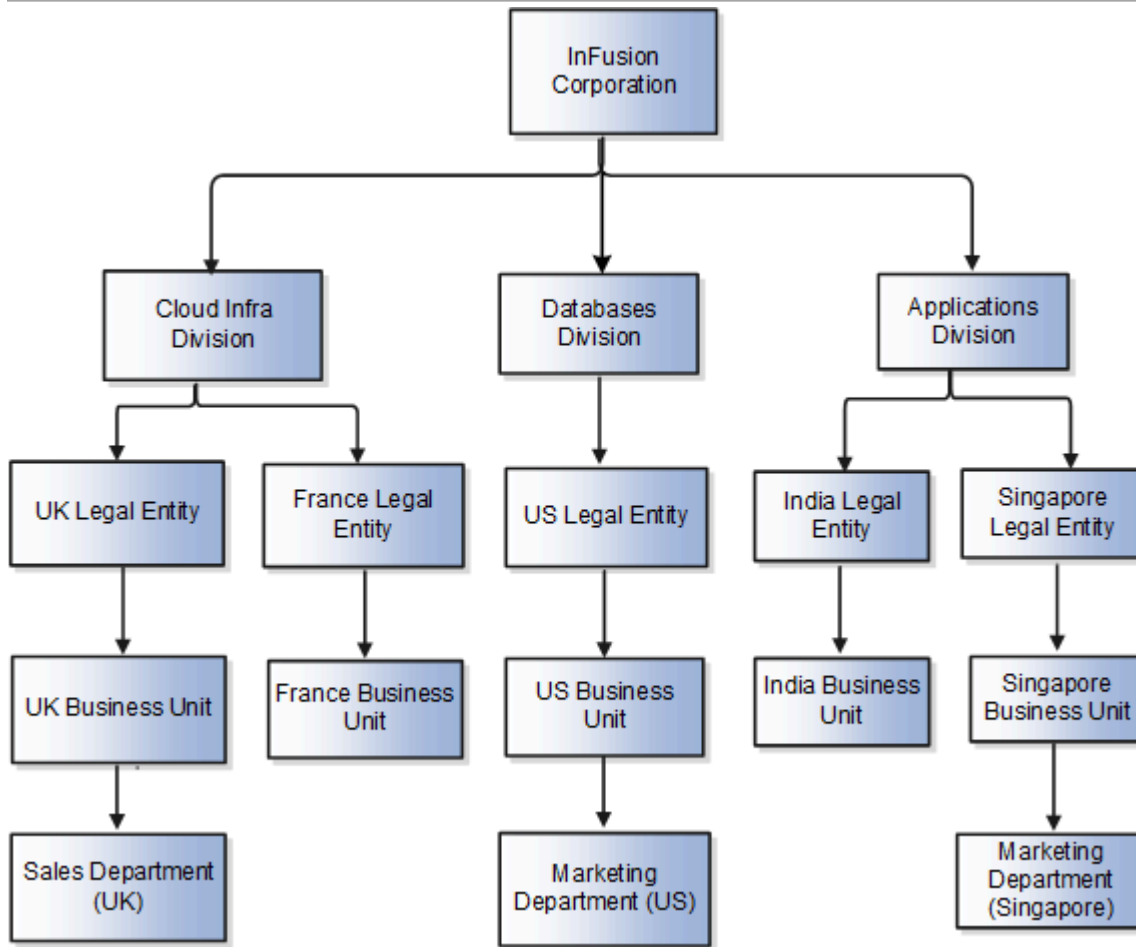 InFusion
Corporation
Cloud Infra
Division
Databases
Division
Applications
Division
UK Legal Entity
France Legal
Entity
US Legal Entity
India Legal
Entity
Singapore
Legal Entity
UK Business Unit
France Business
Unit
US Business
Unit
India Business
Unit
Singapore
Business Unit
Sales Department
(UK)
Marketing
Department (US)
Marketing
Department
(Singapore)